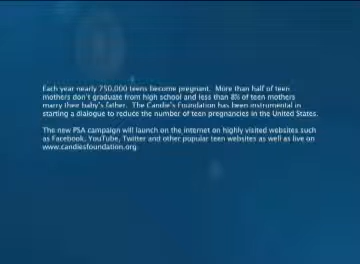 Each year nearly 750,000 teens become pregnant. More than half of teen
mothers don't graduate from high school and less than 8% of teen mothers
marry their baby's father. The Candie's Foundation has been instrumental in
starting a dialogue to reduce the number of teen pregnancies in the United States.
The new PSA campaign will launch on the internet on highly visited websites such
as Facebook, YouTube, Twitter and other popular teen websites as well as live on
www.candiesfoundation.org